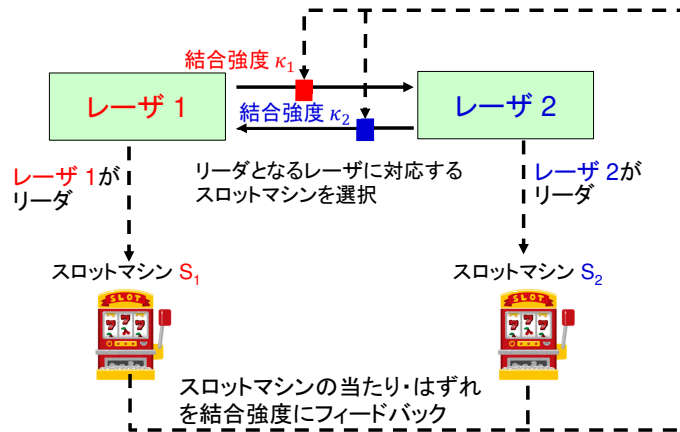 結合強度 κ₁
レーザ 1
結合強度 κ₂
レーザ 2
レーザ 1が
リーダ
リーダとなるレーザに対応する
スロットマシンを選択
レーザ 2が
リーダ
スロットマシン S₁
スロットマシン S₂
SLOT
777
SLOT
777
スロットマシンの当たり・はずれ
を結合強度にフィードバック